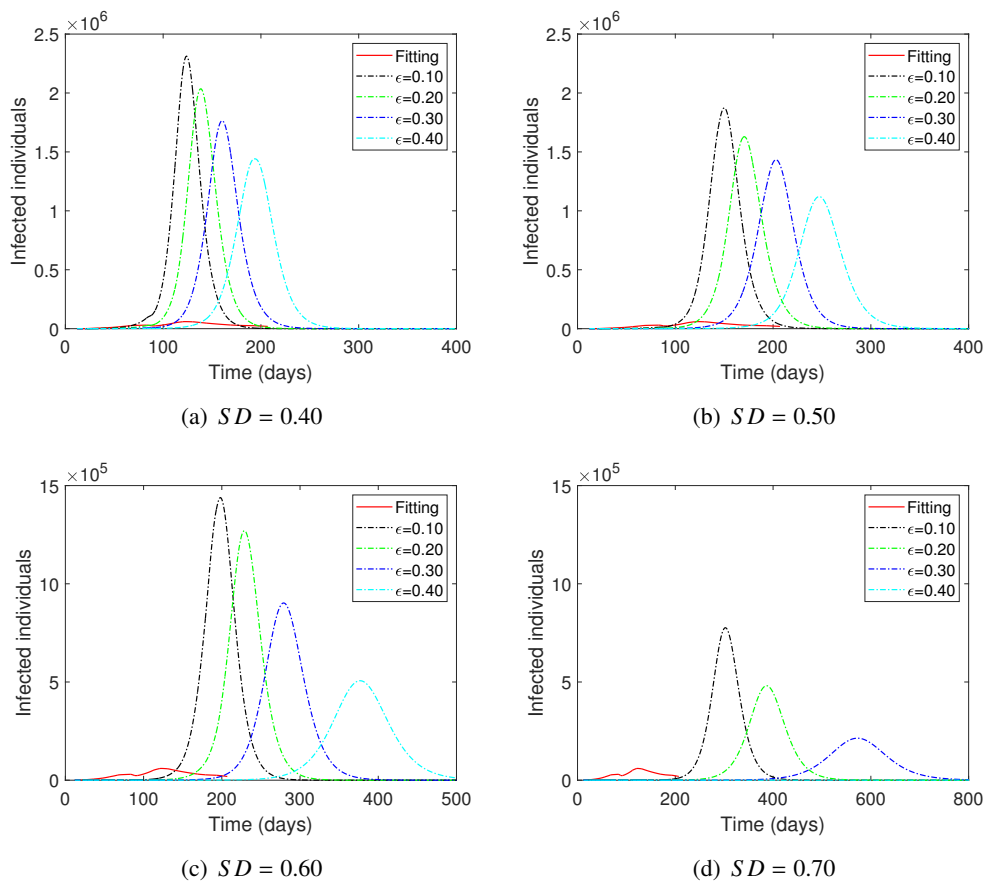 ×10^6
2.5
2
1.5
1
0.5
0
Infected individuals
0 100 200 300 400
Time (days)
Fitting
ϵ=0.10
ϵ=0.20
ϵ=0.30
ϵ=0.40
(a) SD = 0.40
×10^6
2.5
2
1.5
1
0.5
0
Infected individuals
0 100 200 300 400
Time (days)
Fitting
ϵ=0.10
ϵ=0.20
ϵ=0.30
ϵ=0.40
(b) SD = 0.50
×10^5
15
10
5
0
Infected individuals
0 100 200 300 400 500
Time (days)
Fitting
ϵ=0.10
ϵ=0.20
ϵ=0.30
ϵ=0.40
(c) SD = 0.60
×10^5
15
10
5
0
Infected individuals
0 200 400 600 800
Time (days)
Fitting
ϵ=0.10
ϵ=0.20
ϵ=0.30
ϵ=0.40
(d) SD = 0.70